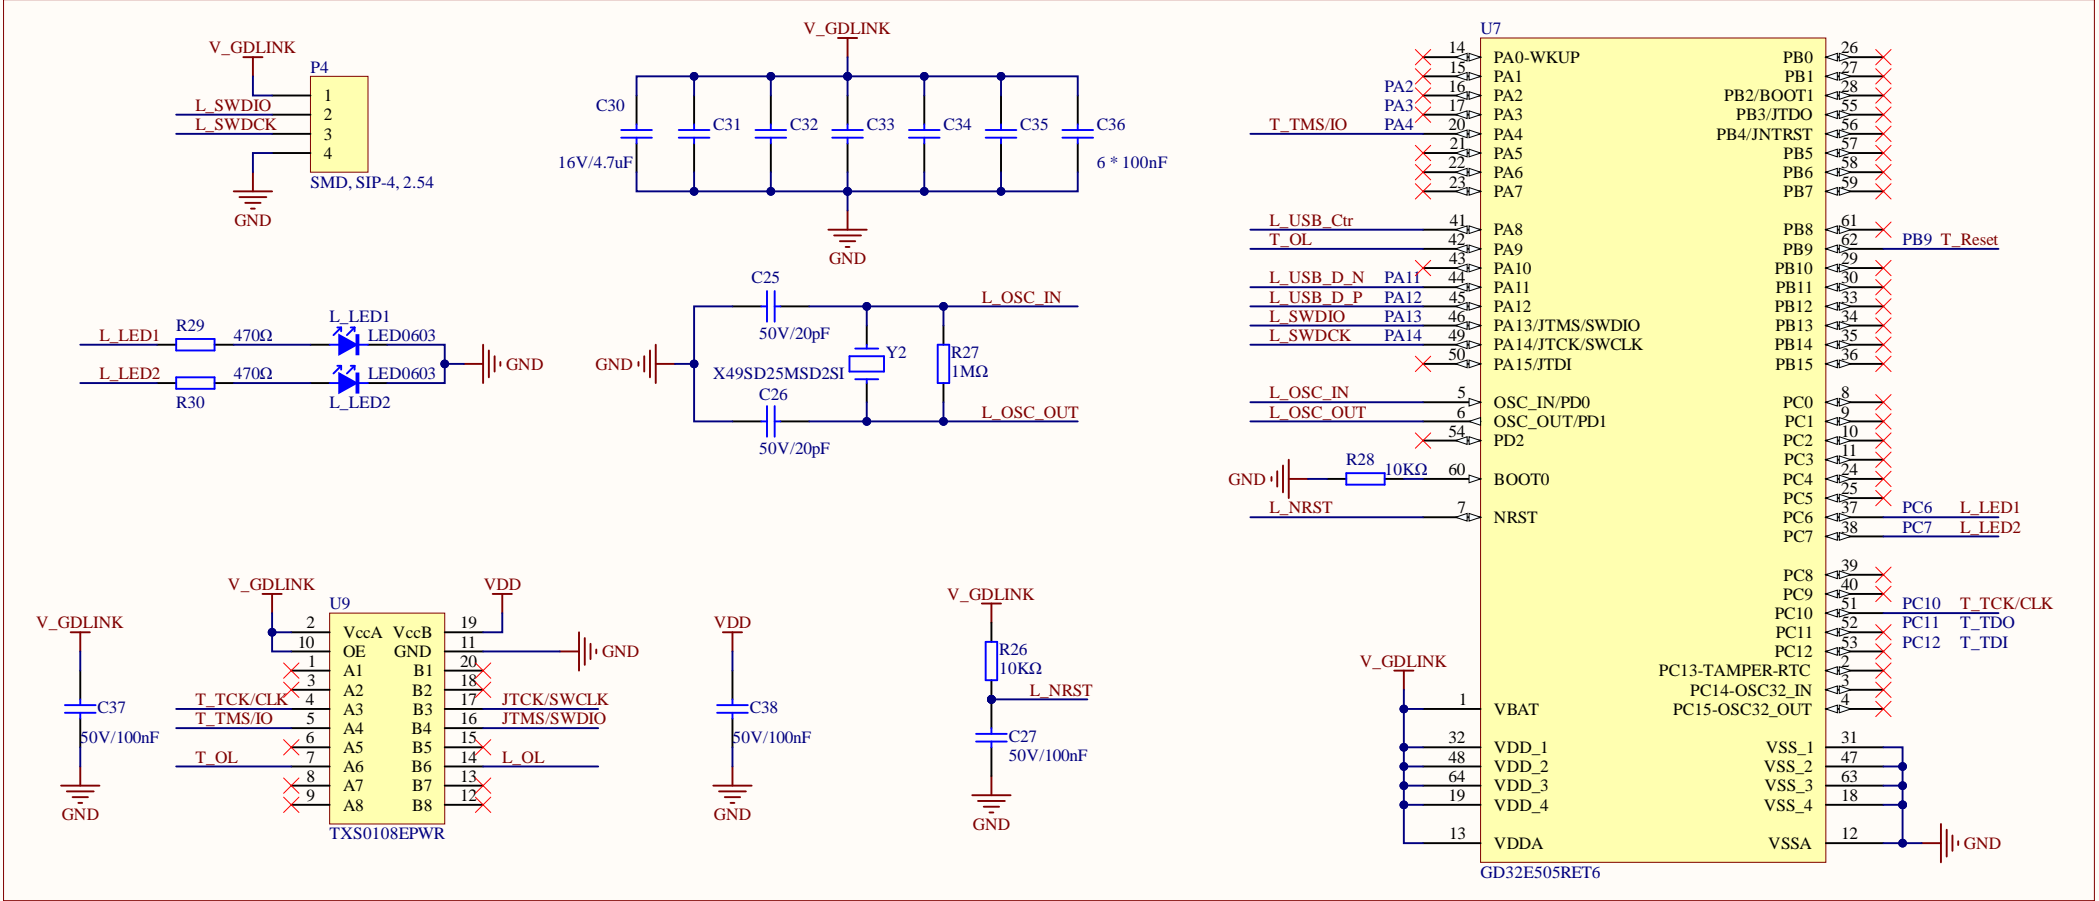 V_GDLINK
P4
1
L_SWDIO 2
L_SWDCK 3
4
SMD, SIP-4, 2.54
GND
V_GDLINK
C30 C31 C32 C33 C34 C35 C36
16V/4.7uF 6 * 100nF
GND
L_LED1 R29 470Ω L_LED1 LED0603
GND
L_LED2 R30 470Ω L_LED2 LED0603
C25
50V/20pF
L_OSC_IN
GND
Y2
X49SD25MSD2SI
R27
1MΩ
C26
50V/20pF
L_OSC_OUT
V_GDLINK
C37
50V/100nF
GND
V_GDLINK
VDD
U9
2 VccA VccB 19
10 OE GND 11 GND
1 A1 B1 20
3 A2 B2 18
T_TCK/CLK 4 A3 B3 17 JTCK/SWCLK
T_TMS/IO 5 A4 B4 16 JTMS/SWDIO
6 A5 B5 15
T_OL 7 A6 B6 14 L_OL
8 A7 B7 13
9 A8 B8 12
TXS0108EPWR
VDD
C38
50V/100nF
GND
V_GDLINK
R26
10KΩ
L_NRST
C27
50V/100nF
GND
U7
14 PA0-WKUP PB0 26
15 PA1 PB1 27
PA2 16 PA2 PB2/BOOT1 28
PA3 17 PA3 PB3/JTDO 55
T_TMS/IO PA4 20 PA4 PB4/JNTRST 56
21 PA5 PB5 57
22 PA6 PB6 58
23 PA7 PB7 59
L_USB_Ctr 41 PA8 PB8 61
T_OL 42 PA9 PB9 62 PB9 T_Reset
43 PA10 PB10 29
L_USB_D_N PA11 44 PA11 PB11 30
L_USB_D_P PA12 45 PA12 PB12 33
L_SWDIO PA13 46 PA13/JTMS/SWDIO PB13 34
L_SWDCK PA14 49 PA14/JTCK/SWCLK PB14 35
50 PA15/JTDI PB15 36
L_OSC_IN 5 OSC_IN/PD0 PC0 8
L_OSC_OUT 6 OSC_OUT/PD1 PC1 9
54 PD2 PC2 10
PC3 11
GND R28 10KΩ 60 BOOT0 PC4 24
PC5 25
L_NRST 7 NRST PC6 37 PC6 L_LED1
PC7 38 PC7 L_LED2
PC8 39
PC9 40
PC10 51 PC10 T_TCK/CLK
PC11 52 PC11 T_TDO
PC12 53 PC12 T_TDI
V_GDLINK
PC13-TAMPER-RTC 2
PC14-OSC32_IN 3
1 VBAT PC15-OSC32_OUT 4
32 VDD_1 VSS_1 31
48 VDD_2 VSS_2 47
64 VDD_3 VSS_3 63
19 VDD_4 VSS_4 18
13 VDDA VSSA 12 GND
GD32E505RET6